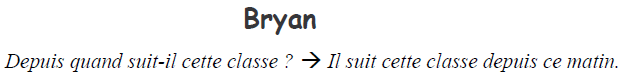 Bryan
Depuis quand suit-il cette classe ? → Il suit cette classe depuis ce matin.